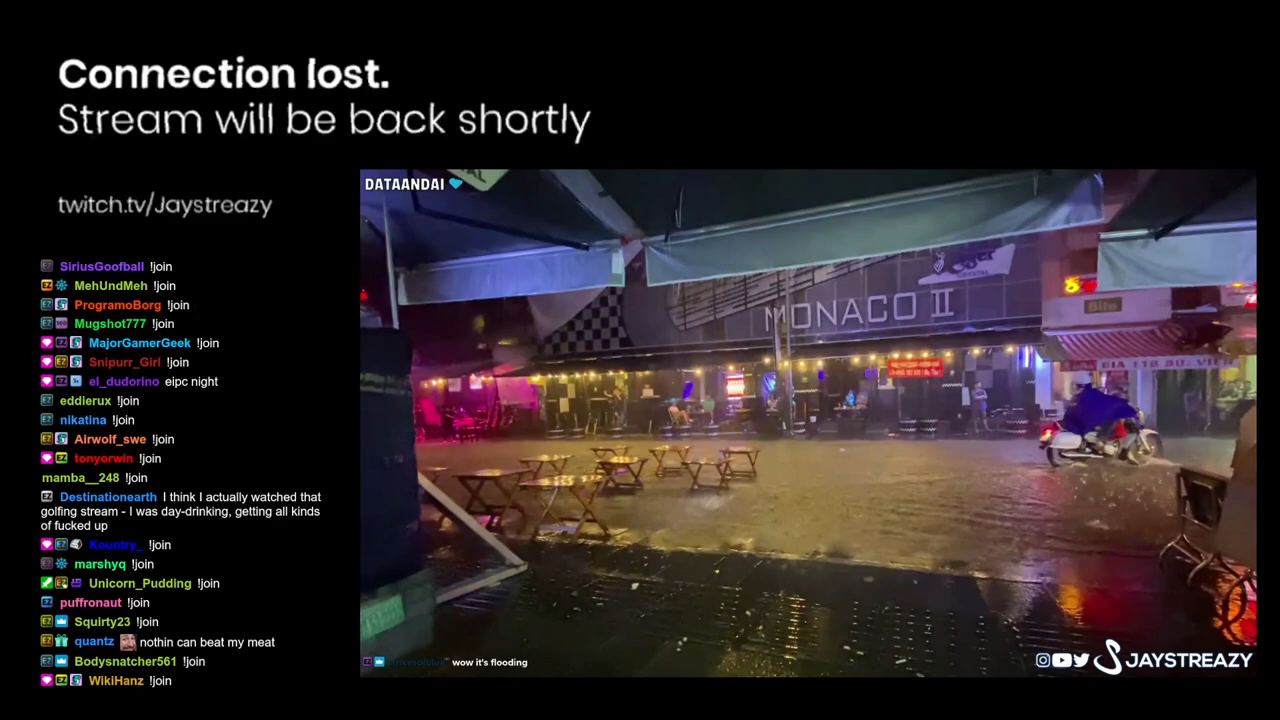 Connection lost.
Stream will be back shortly
twitch.tv/Jaystreazy
SiriusGoofball !join
MehUndMeh !join
ProgramoBorg !join
Mugshot777 !join
MajorGamerGeek !join
Snipurr_Girl !join
el_dudorino eipc night
eddierux !join
nikatina !join
Airwolf_swe !join
tonyorwin !join
mamba__248 !join
Destinationearth I think I actually watched that
golfing stream - I was day-drinking, getting all kinds
of fucked up
Kountry_ !join
marshyq !join
Unicorn_Pudding !join
puffronaut !join
Squirty23 !join
quantz nothin can beat my meat
Bodysnatcher561 !join
WikiHanz !join
DATAANDAI
Tiger
CRYSTAL
MONACO II
Bits
wow it's flooding
JAYSTREAZY